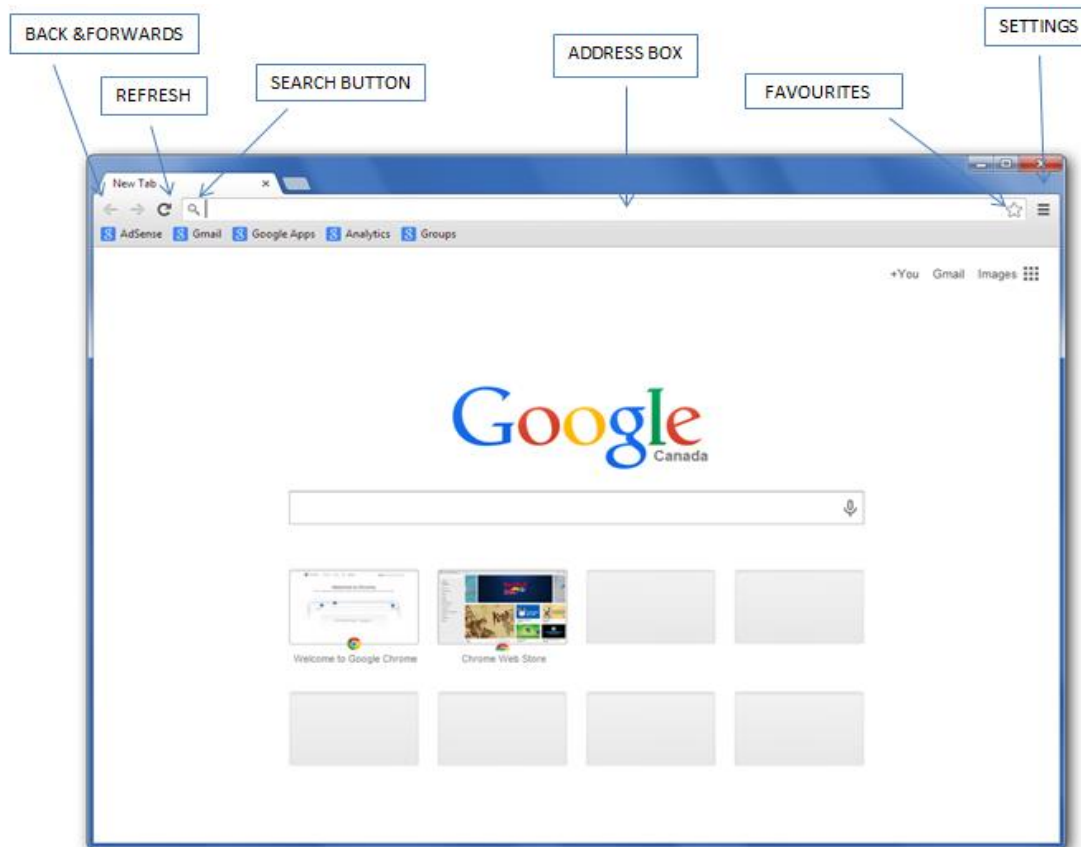 BACK &FORWARDS
SETTINGS
ADDRESS BOX
REFRESH
SEARCH BUTTON
FAVOURITES
New Tab
AdSense Gmail Google Apps Analytics Groups
+You Gmail Images
Google
Canada
Welcome to Google Chrome
Chrome Web Store